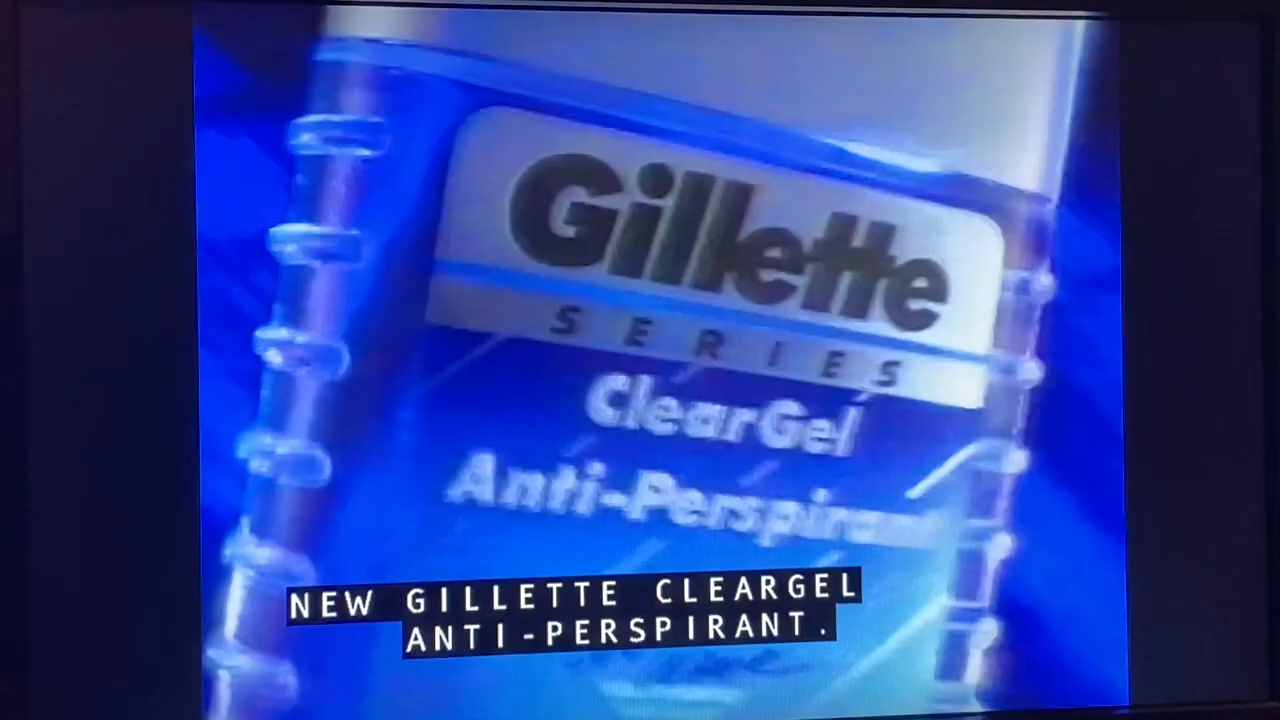 Gillette
SERIES
ClearGel
Anti-Perspirant
NEW GILLETTE CLEARGEL
ANTI-PERSPIRANT.